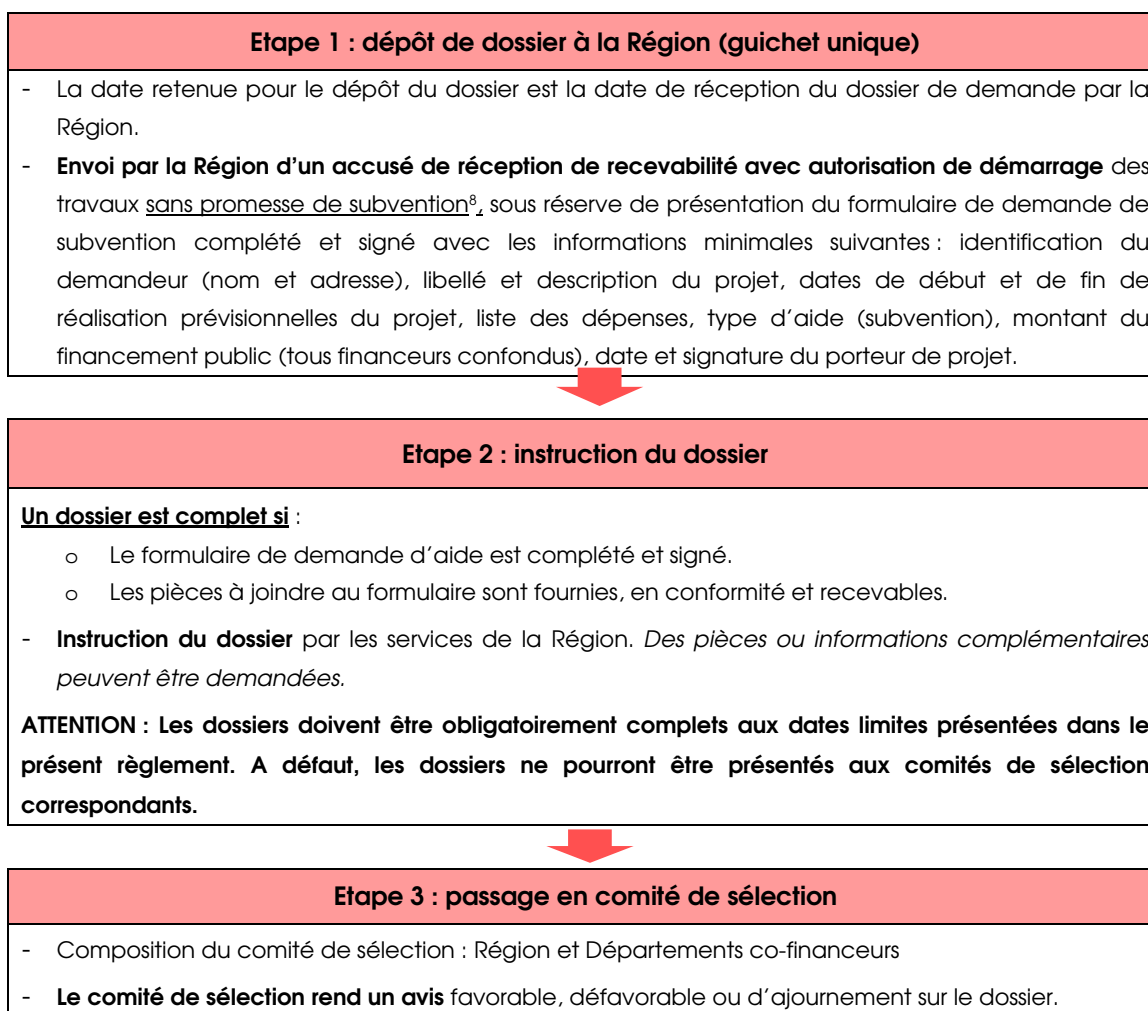 Etape 1 : dépôt de dossier à la Région (guichet unique)
- La date retenue pour le dépôt du dossier est la date de réception du dossier de demande par la
Région.
- Envoi par la Région d'un accusé de réception de recevabilité avec autorisation de démarrage des
travaux sans promesse de subvention⁸, sous réserve de présentation du formulaire de demande de
subvention complété et signé avec les informations minimales suivantes : identification du
demandeur (nom et adresse), libellé et description du projet, dates de début et de fin de
réalisation prévisionnelles du projet, liste des dépenses, type d'aide (subvention), montant du
financement public (tous financeurs confondus), date et signature du porteur de projet.
Etape 2 : instruction du dossier
Un dossier est complet si :
o Le formulaire de demande d'aide est complété et signé.
o Les pièces à joindre au formulaire sont fournies, en conformité et recevables.
- Instruction du dossier par les services de la Région. Des pièces ou informations complémentaires
peuvent être demandées.
ATTENTION : Les dossiers doivent être obligatoirement complets aux dates limites présentées dans le
présent règlement. A défaut, les dossiers ne pourront être présentés aux comités de sélection
correspondants.
Etape 3 : passage en comité de sélection
- Composition du comité de sélection : Région et Départements co-financeurs
- Le comité de sélection rend un avis favorable, défavorable ou d'ajournement sur le dossier.